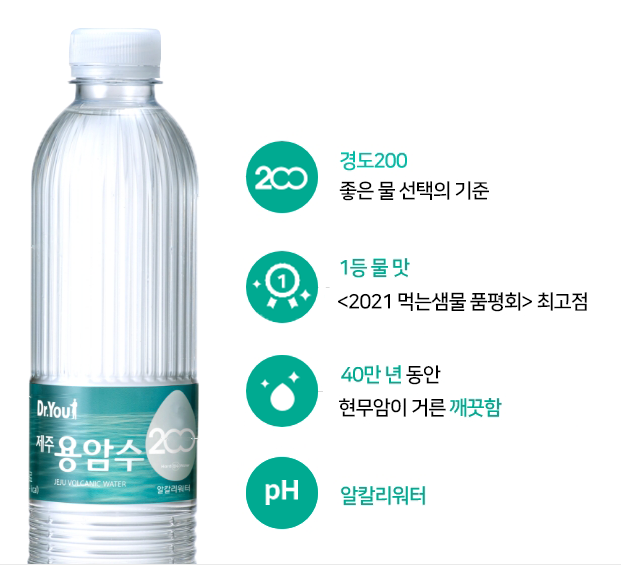 200
경도200
좋은 물 선택의 기준
1
1등 물 맛
<2021 먹는샘물 품평회> 최고점
40만 년 동안
현무암이 거른 깨끗함
pH
알칼리워터
Dr.You
제주 용암수 200
JEJU VOLCANIC WATER
알칼리워터